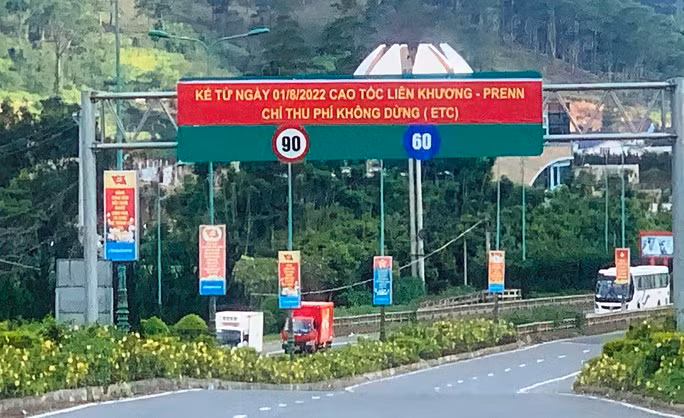 KỂ TỪ NGÀY 01/8/2022 CAO TỐC LIÊN KHƯƠNG - PRENN
CHỈ THU PHÍ KHÔNG DỪNG ( ETC)
90
60